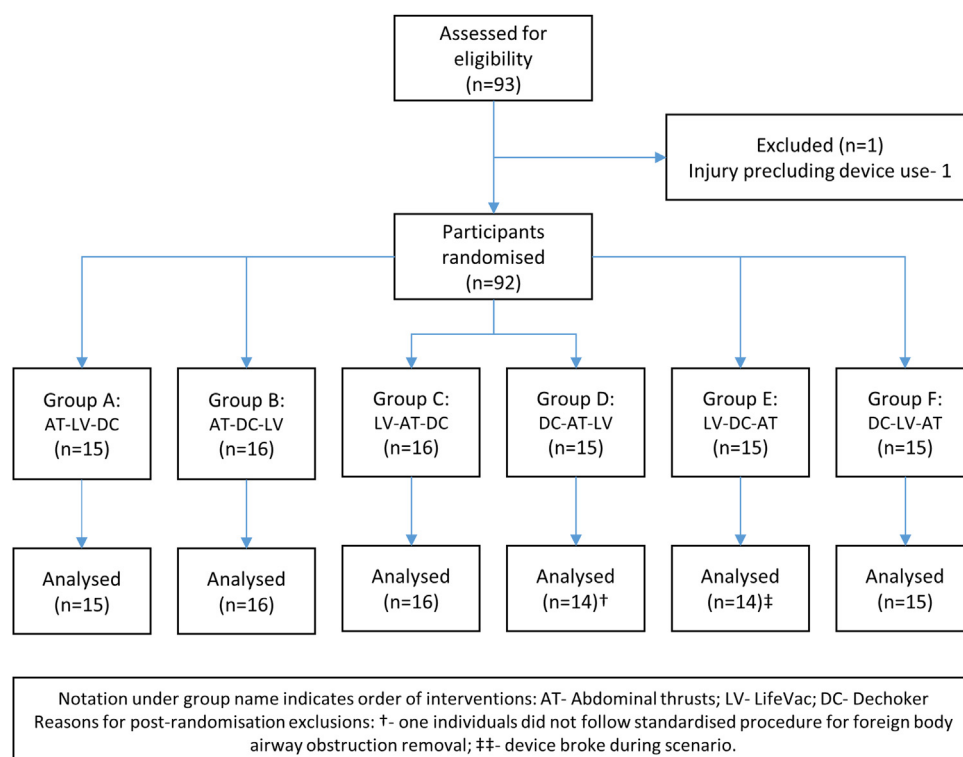 Assessed for
eligibility
(n=93)
Excluded (n=1)
Injury precluding device use- 1
Participants
randomised
(n=92)
Group A:
AT-LV-DC
(n=15)
Group B:
AT-DC-LV
(n=16)
Group C:
LV-AT-DC
(n=16)
Group D:
DC-AT-LV
(n=15)
Group E:
LV-DC-AT
(n=15)
Group F:
DC-LV-AT
(n=15)
Analysed
(n=15)
Analysed
(n=16)
Analysed
(n=16)
Analysed
(n=14)†
Analysed
(n=14)‡
Analysed
(n=15)
Notation under group name indicates order of interventions: AT- Abdominal thrusts; LV- LifeVac; DC- Dechoker
Reasons for post-randomisation exclusions: †- one individuals did not follow standardised procedure for foreign body
airway obstruction removal; ‡‡- device broke during scenario.